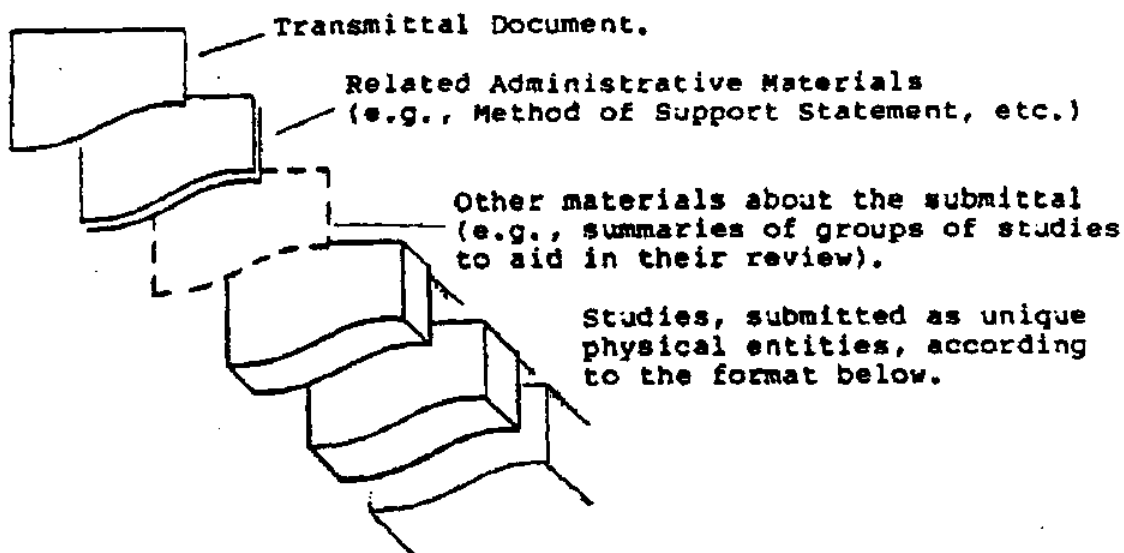 Transmittal Document.
Related Administrative Materials
(e.g., Method of Support Statement, etc.)
Other materials about the submittal
(e.g., summaries of groups of studies
to aid in their review).
Studies, submitted as unique
physical entities, according
to the format below.